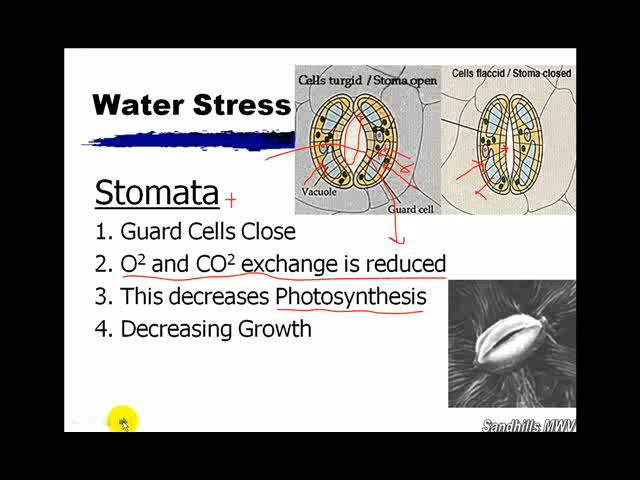 Water Stress
Cells turgid / Stoma open
Cells flaccid / Stoma closed
Vacuole
Guard cell
Stomata +
1. Guard Cells Close
2. O² and CO² exchange is reduced
3. This decreases Photosynthesis
4. Decreasing Growth
Sandhills MWV